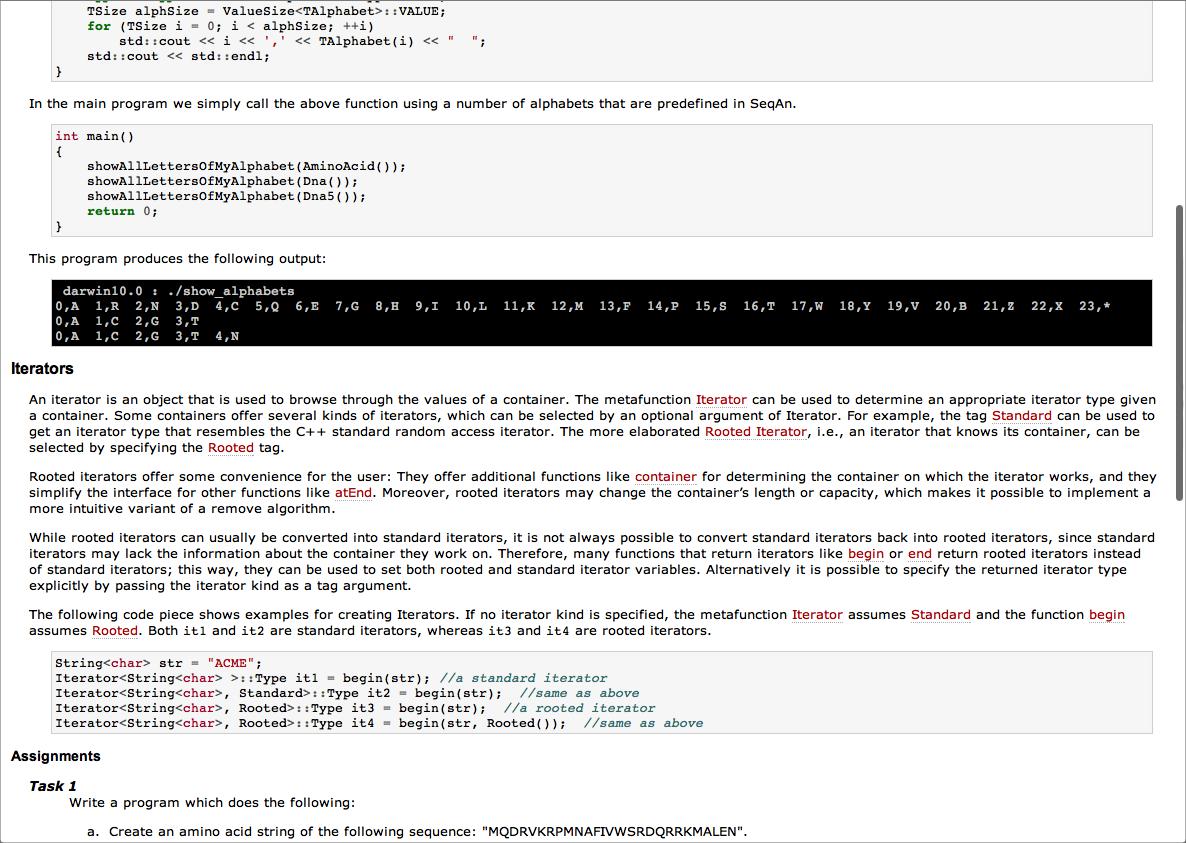 TSize alphSize = ValueSize<TAlphabet>::VALUE;
for (TSize i = 0; i < alphSize; ++i)
std::cout << i << ',' << TAlphabet(i) << "  ";
std::cout << std::endl;
}
In the main program we simply call the above function using a number of alphabets that are predefined in SeqAn.
int main()
{
showAllLettersOfMyAlphabet(AminoAcid());
showAllLettersOfMyAlphabet(Dna());
showAllLettersOfMyAlphabet(Dna5());
return 0;
}
This program produces the following output:
darwin10.0 : ./show_alphabets
0,A 1,R 2,N 3,D 4,C 5,Q 6,E 7,G 8,H 9,I 10,L 11,K 12,M 13,F 14,P 15,S 16,T 17,W 18,Y 19,V 20,B 21,Z 22,X 23,*
0,A 1,C 2,G 3,T
0,A 1,C 2,G 3,T 4,N
Iterators
An iterator is an object that is used to browse through the values of a container. The metafunction Iterator can be used to determine an appropriate iterator type given
a container. Some containers offer several kinds of iterators, which can be selected by an optional argument of Iterator. For example, the tag Standard can be used to
get an iterator type that resembles the C++ standard random access iterator. The more elaborated Rooted Iterator, i.e., an iterator that knows its container, can be
selected by specifying the Rooted tag.
Rooted iterators offer some convenience for the user: They offer additional functions like container for determining the container on which the iterator works, and they
simplify the interface for other functions like atEnd. Moreover, rooted iterators may change the container’s length or capacity, which makes it possible to implement a
more intuitive variant of a remove algorithm.
While rooted iterators can usually be converted into standard iterators, it is not always possible to convert standard iterators back into rooted iterators, since standard
iterators may lack the information about the container they work on. Therefore, many functions that return iterators like begin or end return rooted iterators instead
of standard iterators; this way, they can be used to set both rooted and standard iterator variables. Alternatively it is possible to specify the returned iterator type
explicitly by passing the iterator kind as a tag argument.
The following code piece shows examples for creating Iterators. If no iterator kind is specified, the metafunction Iterator assumes Standard and the function begin
assumes Rooted. Both it1 and it2 are standard iterators, whereas it3 and it4 are rooted iterators.
String<char> str = "ACME";
Iterator<String<char> >::Type it1 = begin(str); //a standard iterator
Iterator<String<char>, Standard>::Type it2 = begin(str);  //same as above
Iterator<String<char>, Rooted>::Type it3 = begin(str);  //a rooted iterator
Iterator<String<char>, Rooted>::Type it4 = begin(str, Rooted());  //same as above
Assignments
Task 1
Write a program which does the following:
a. Create an amino acid string of the following sequence: "MQDRVKRPMNAFIVWSRDQRRKMALEN".